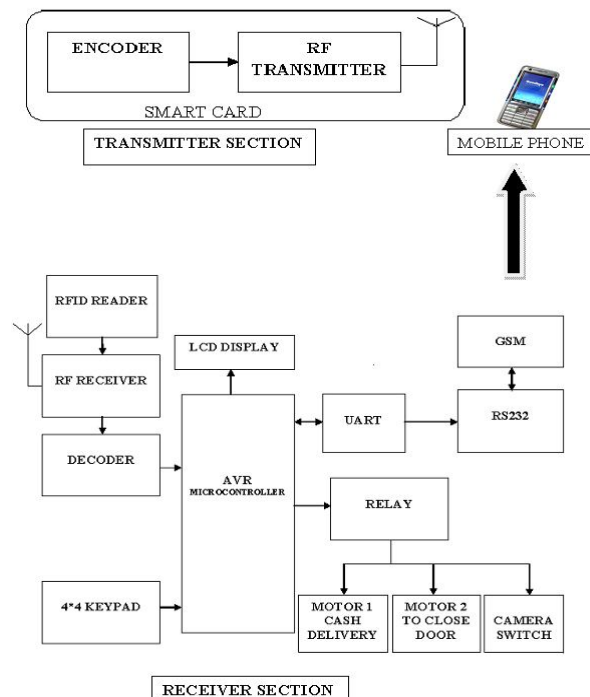 ENCODER
RF
TRANSMITTER
SMART CARD
TRANSMITTER SECTION
MOBILE PHONE
RFID READER
LCD DISPLAY
GSM
RF RECEIVER
UART
RS232
DECODER
AVR
MICROCONTROLLER
RELAY
4*4 KEYPAD
MOTOR 1
CASH
DELIVERY
MOTOR 2
TO CLOSE
DOOR
CAMERA
SWITCH
RECEIVER SECTION